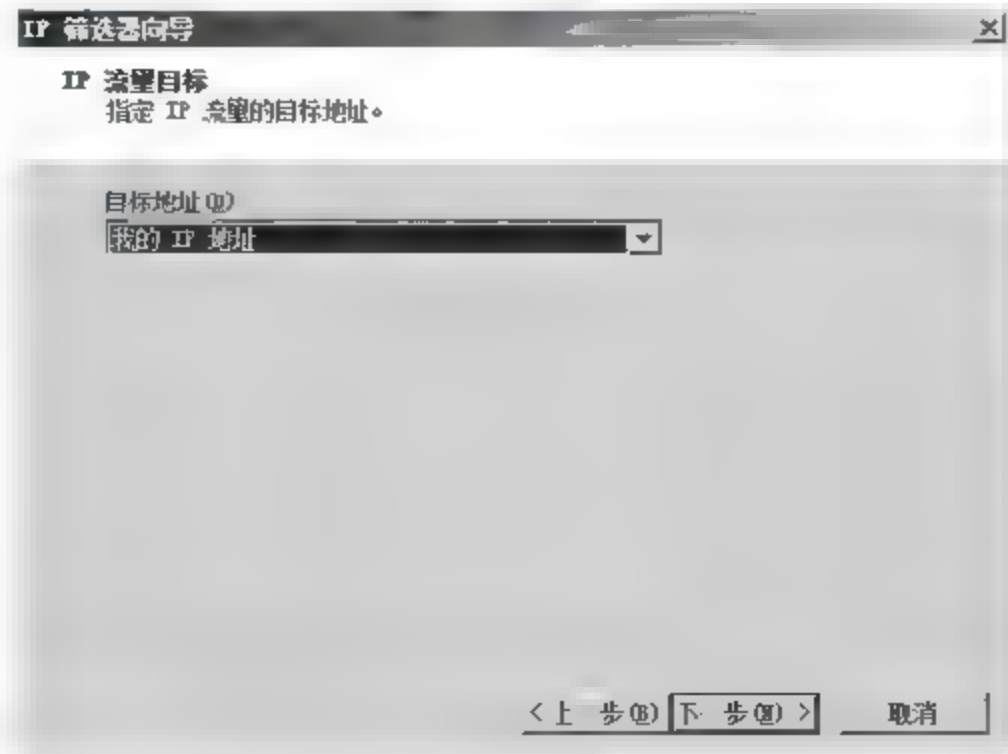 IP 筛选器向导
IP 流量目标
指定 IP 流量的目标地址。
目标地址(D)
我的 IP 地址
< 上一步(B) 下一步(N) > 取消